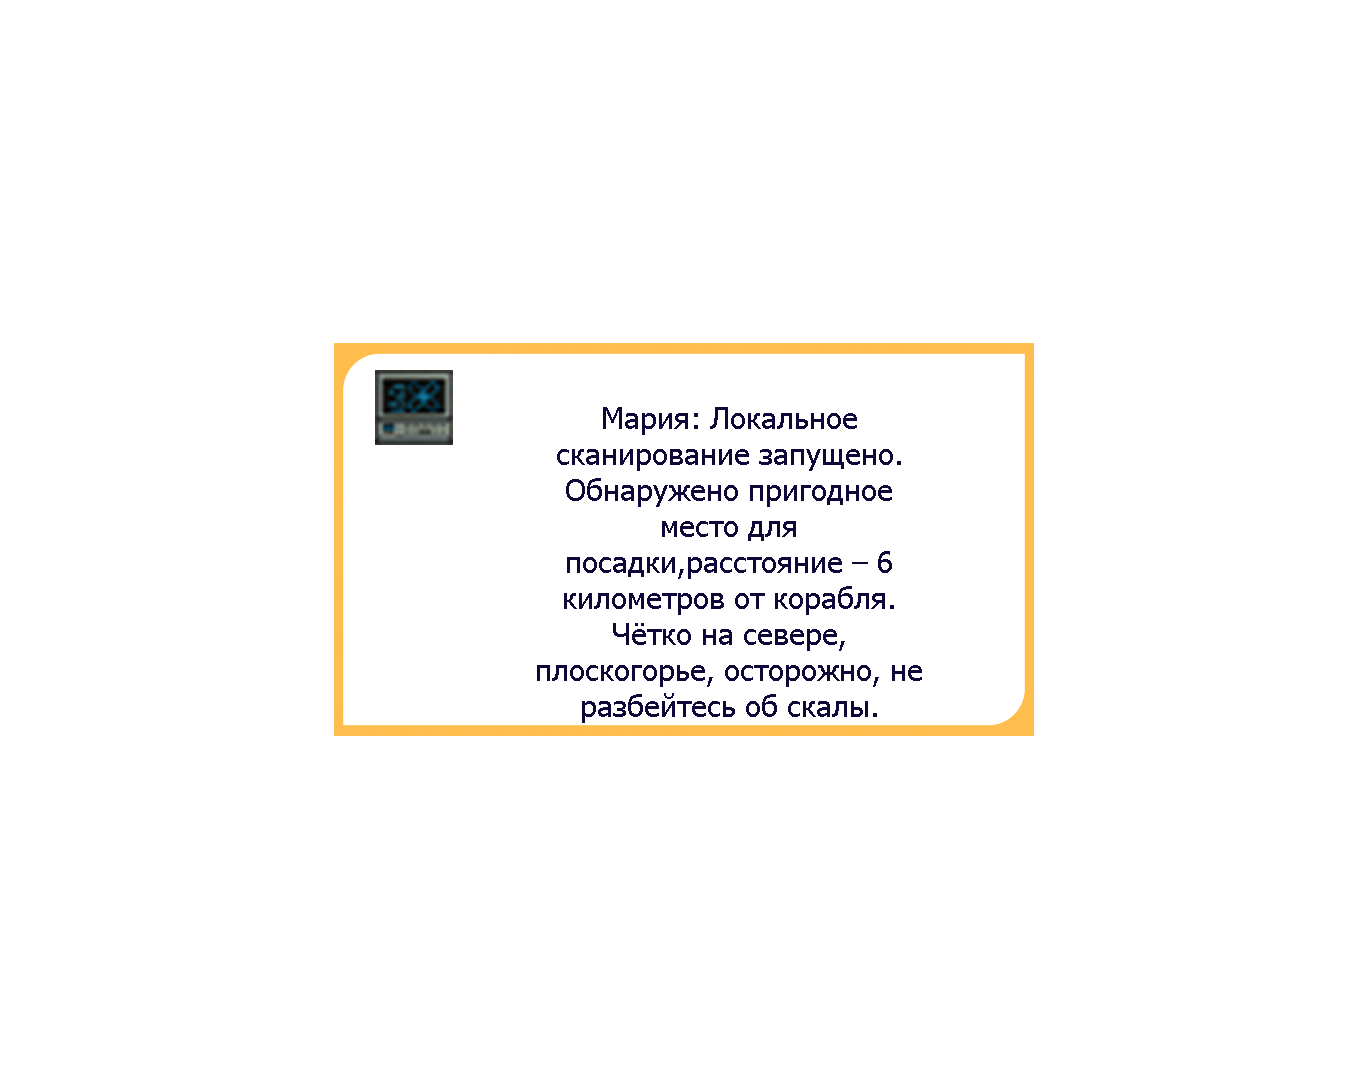 Мария: Локальное
сканирование запущено.
Обнаружено пригодное
место для
посадки,расстояние – 6
километров от корабля.
Чётко на севере,
плоскогорье, осторожно, не
разбейтесь об скалы.